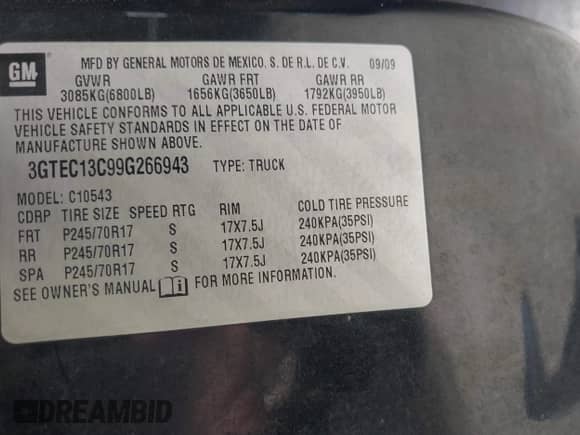 GM
MFD BY GENERAL MOTORS DE MEXICO. S. DE R.L. DE C.V. 09/09
GVWR GAWR FRT GAWR RR
3085KG(6800LB) 1656KG(3650LB) 1792KG(3950LB)
THIS VEHICLE CONFORMS TO ALL APPLICABLE U.S. FEDERAL MOTOR
VEHICLE SAFETY STANDARDS IN EFFECT ON THE DATE OF
MANUFACTURE SHOWN ABOVE.
3GTEC13C99G266943 TYPE: TRUCK
MODEL: C10543
CDRP TIRE SIZE SPEED RTG RIM COLD TIRE PRESSURE
FRT P245/70R17 S 17X7.5J 240KPA(35PSI)
RR P245/70R17 S 17X7.5J 240KPA(35PSI)
SPA P245/70R17 S 17X7.5J 240KPA(35PSI)
SEE OWNER'S MANUAL FOR MORE INFORMATION.
DREAMBID